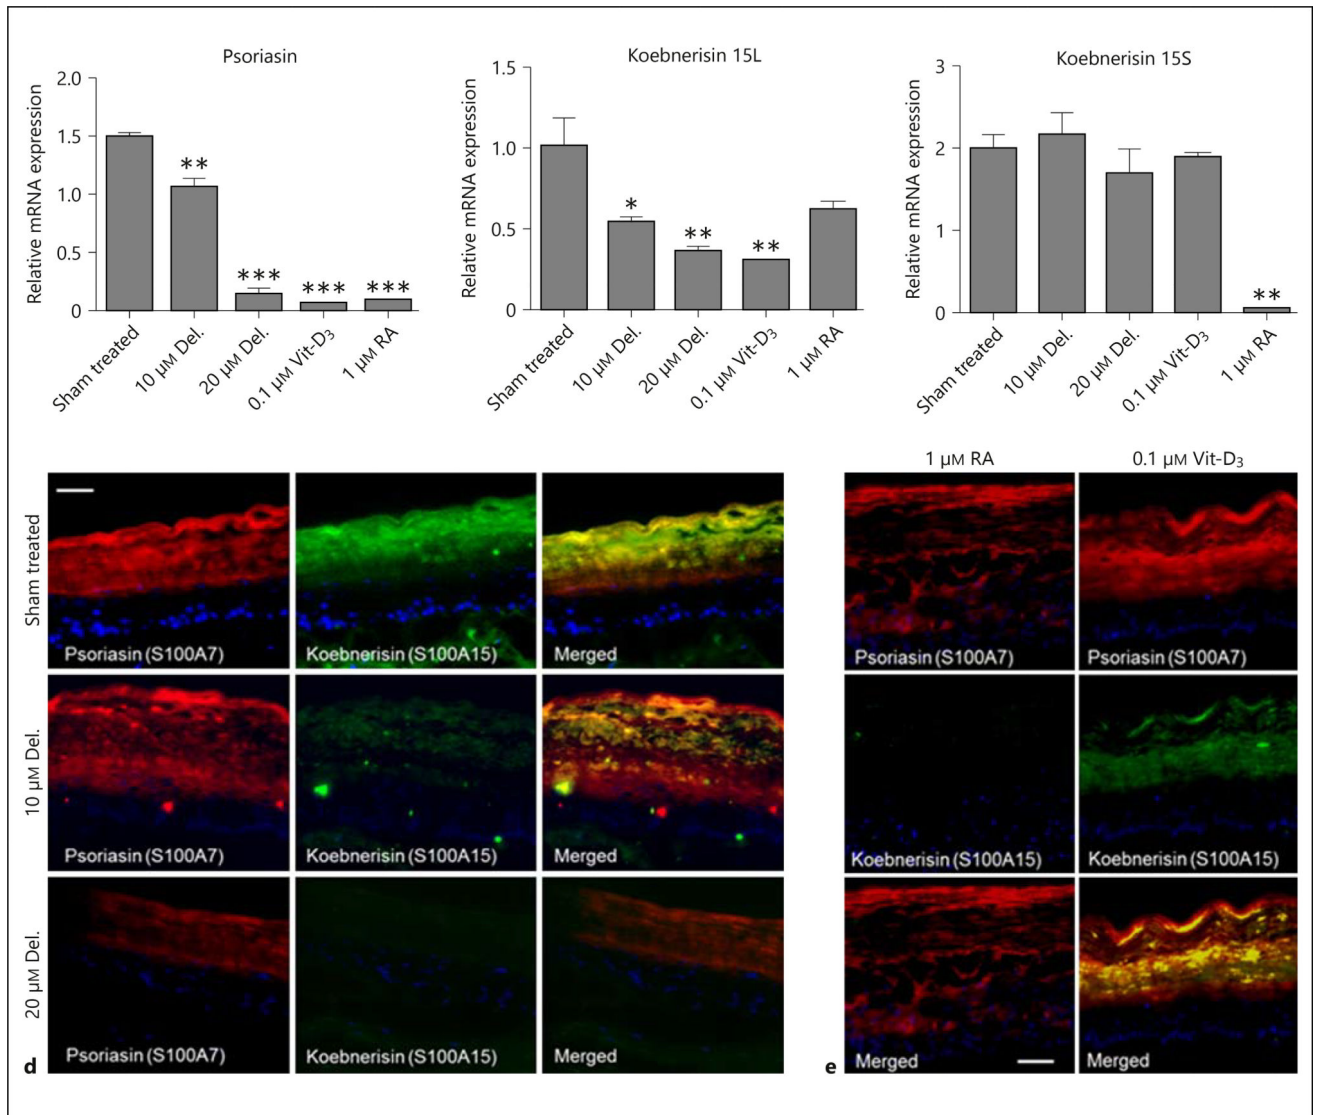 Psoriasin
Relative mRNA expression
2.0
1.5
1.0
0.5
0
**
***
***
***
Sham treated
10 µM Del.
20 µM Del.
0.1 µM Vit-D₃
1 µM RA
Koebnerisin 15L
Relative mRNA expression
1.5
1.0
0.5
0
*
**
**
Sham treated
10 µM Del.
20 µM Del.
0.1 µM Vit-D₃
1 µM RA
Koebnerisin 15S
Relative mRNA expression
3
2
1
0
**
Sham treated
10 µM Del.
20 µM Del.
0.1 µM Vit-D₃
1 µM RA
Sham treated
Psoriasin (S100A7)
Koebnerisin (S100A15)
Merged
10 µM Del.
Psoriasin (S100A7)
Koebnerisin (S100A15)
Merged
20 µM Del.
Psoriasin (S100A7)
Koebnerisin (S100A15)
Merged
d
1 µM RA
0.1 µM Vit-D₃
Psoriasin (S100A7)
Psoriasin (S100A7)
Koebnerisin (S100A15)
Koebnerisin (S100A15)
Merged
Merged
e